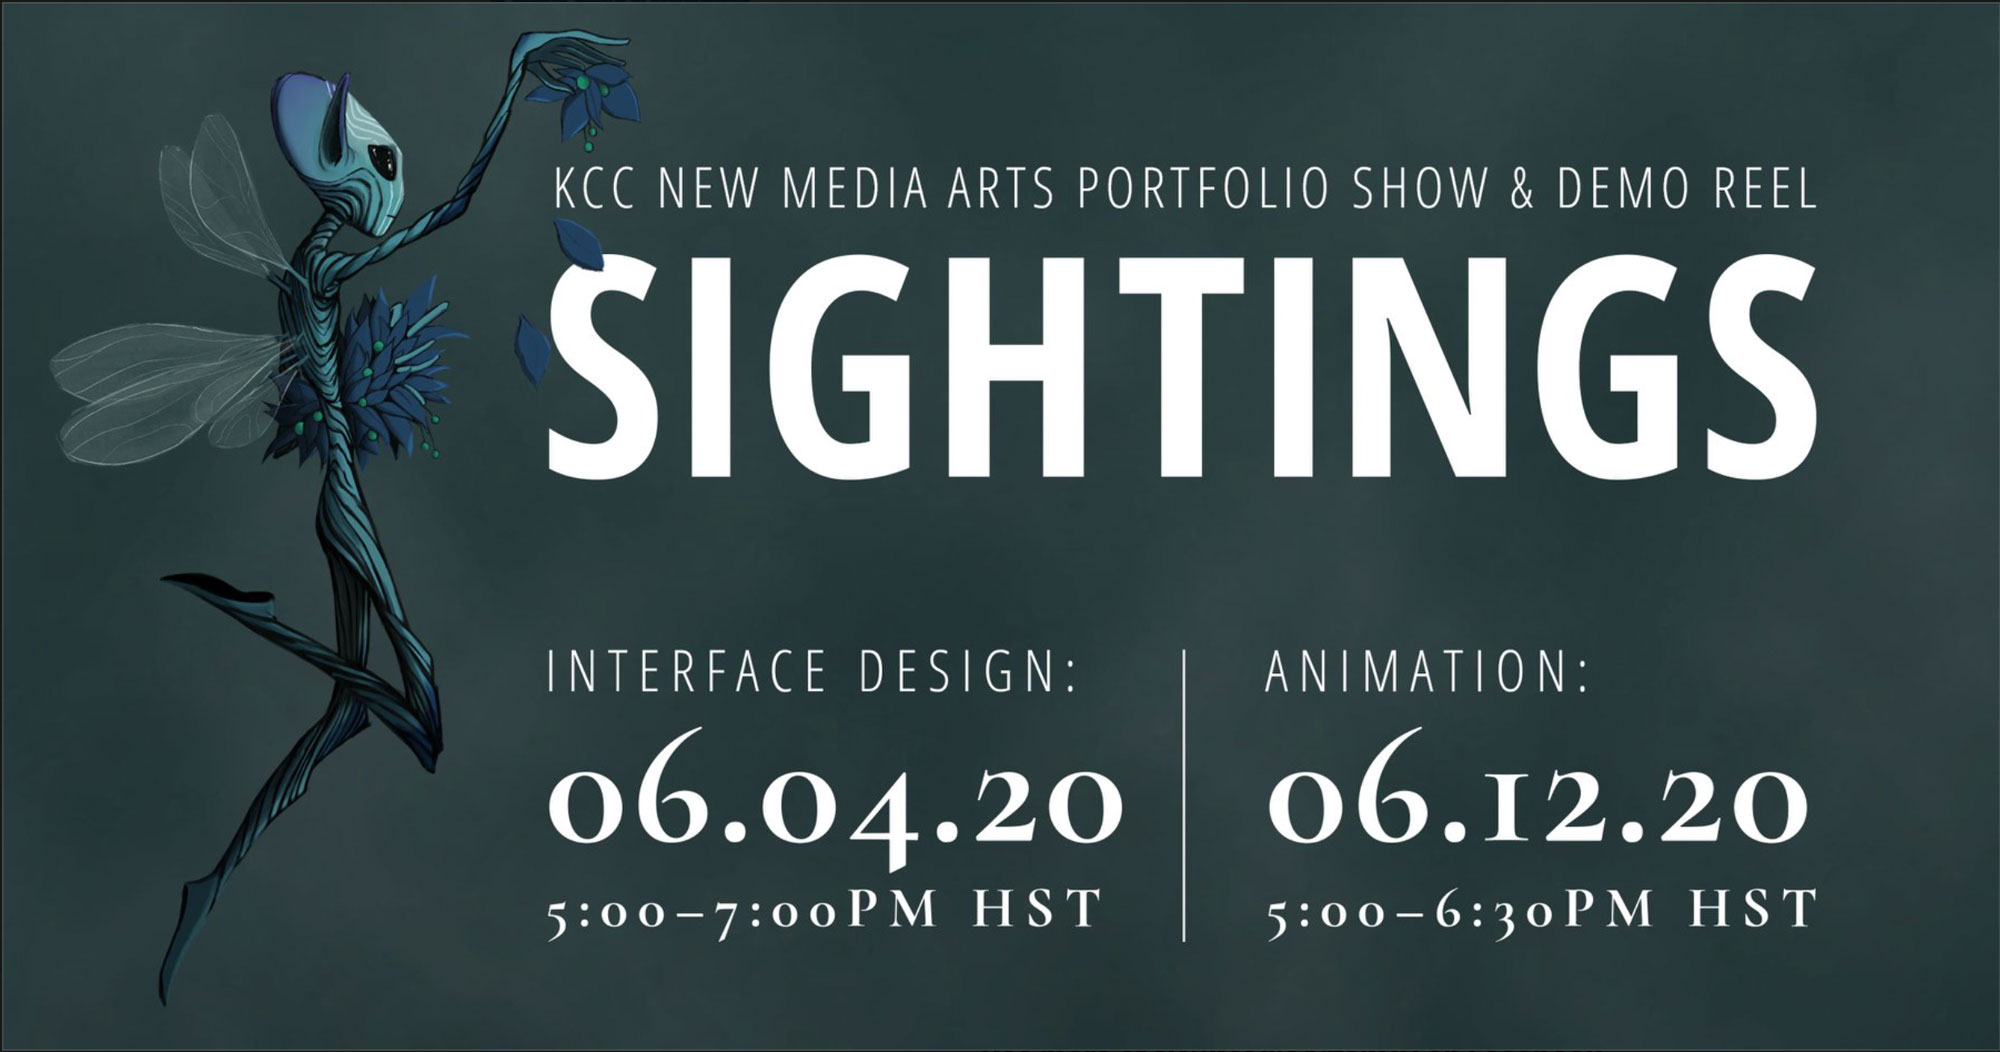 KCC NEW MEDIA ARTS PORTFOLIO SHOW & DEMO REEL
SIGHTINGS
INTERFACE DESIGN:
06.04.20
5:00–7:00PM HST
ANIMATION:
06.12.20
5:00–6:30PM HST